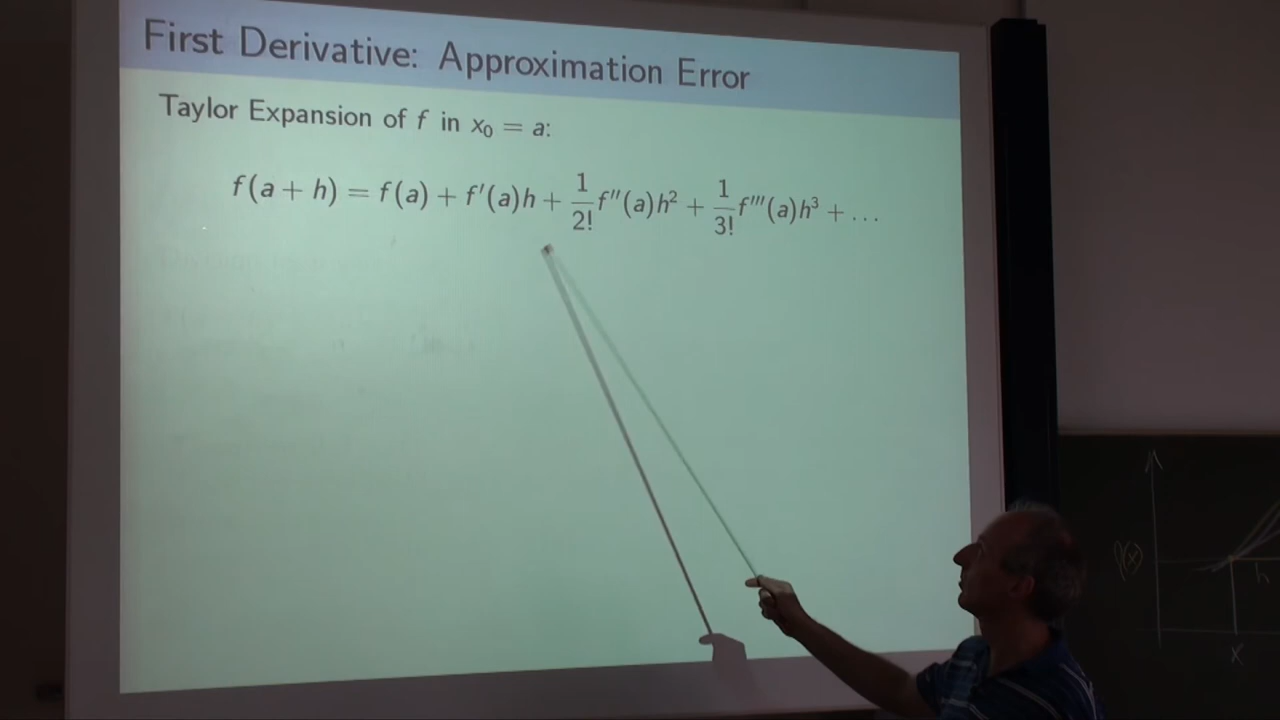 First Derivative: Approximation Error
Taylor Expansion of f in x₀ = a:
f(a + h) = f(a) + f′(a)h + 1/2! f″(a)h² + 1/3! f‴(a)h³ + …
f(x)
h
x